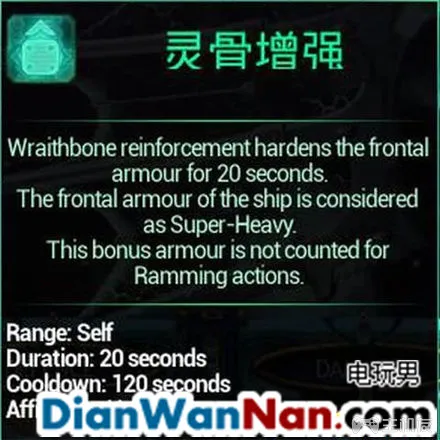 灵骨增强
Wraithbone reinforcement hardens the frontal
armour for 20 seconds.
The frontal armour of the ship is considered
as Super-Heavy.
This bonus armour is not counted for
Ramming actions.
Range: Self
Duration: 20 seconds
Cooldown: 120 seconds
电玩男
DianWanNan.com